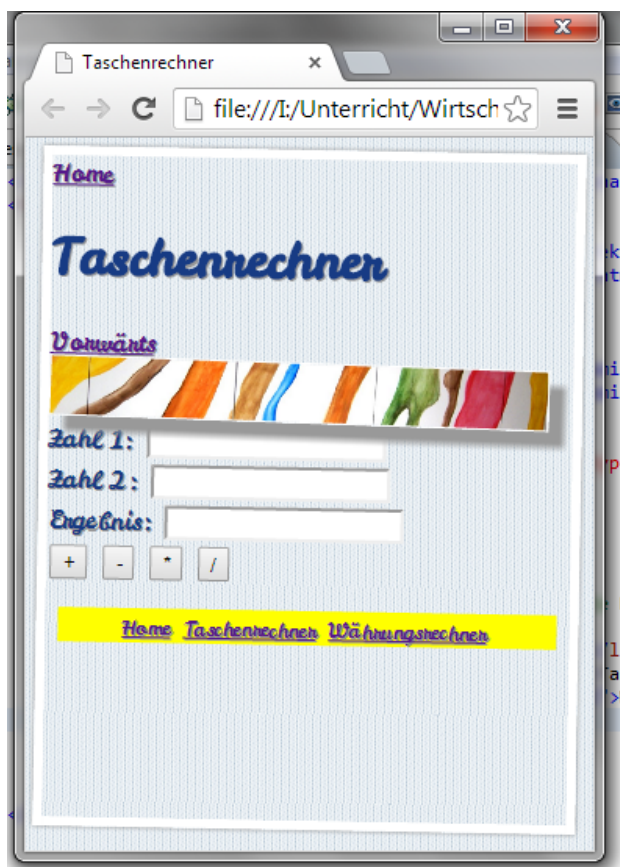 Taschenrechner
file:///I:/Unterricht/Wirtsch
Home
Taschenrechner
Vorwärts
Zahl 1:
Zahl 2:
Ergebnis:
+ - * /
Home Taschenrechner Währungsrechner